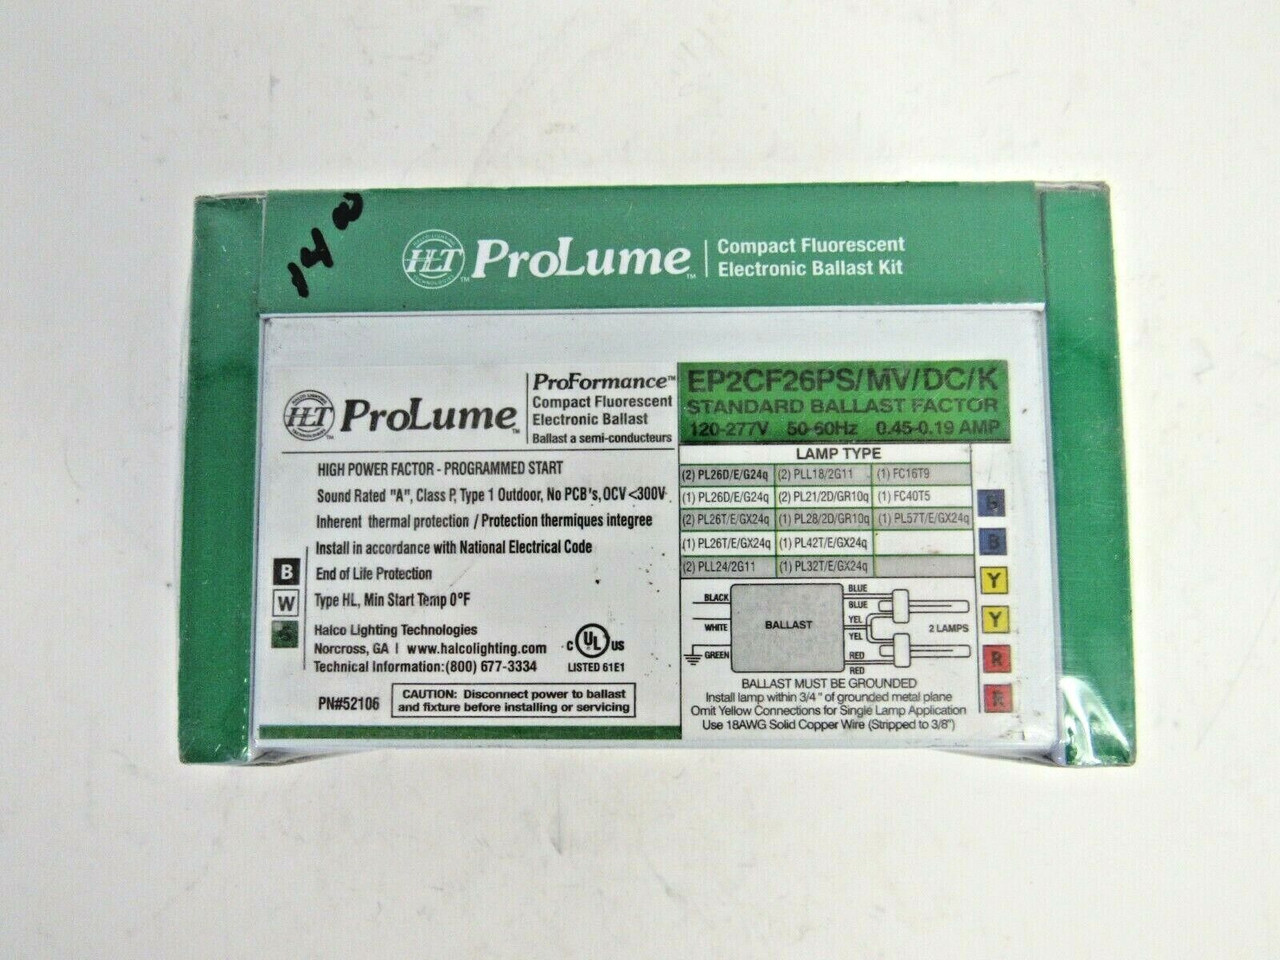 14 00
HLT ProLume™ Compact Fluorescent
Electronic Ballast Kit
HLT ProLume™
ProFormance™
Compact Fluorescent
Electronic Ballast
Ballast a semi-conducteurs
HIGH POWER FACTOR - PROGRAMMED START
Sound Rated "A", Class P, Type 1 Outdoor, No PCB's, OCV <300V
Inherent thermal protection / Protection thermiques integree
Install in accordance with National Electrical Code
B End of Life Protection
W Type HL, Min Start Temp 0°F
Halco Lighting Technologies
Norcross, GA | www.halcolighting.com
Technical Information:(800) 677-3334
c UL us
LISTED 61E1
PN#52106
CAUTION: Disconnect power to ballast
and fixture before installing or servicing
EP2CF26PS/MV/DC/K
STANDARD BALLAST FACTOR
120-277V 50-60Hz 0.45-0.19 AMP
LAMP TYPE
(2) PL26D/E/G24q (2) PLL18/2G11 (1) FC16T9
(1) PL26D/E/G24q (2) PL21/2D/GR10q (1) FC40T5
(2) PL26T/E/GX24q (1) PL28/2D/GR10q (1) PL57T/E/GX24q
(1) PL26T/E/GX24q (1) PL42T/E/GX24q
(2) PLL24/2G11 (1) PL32T/E/GX24q
BLACK
WHITE
GREEN
BALLAST
BLUE
BLUE
YEL
YEL
RED
RED
2 LAMPS
B
Y
Y
R
R
BALLAST MUST BE GROUNDED
Install lamp within 3/4 " of grounded metal plane
Omit Yellow Connections for Single Lamp Application
Use 18AWG Solid Copper Wire (Stripped to 3/8")